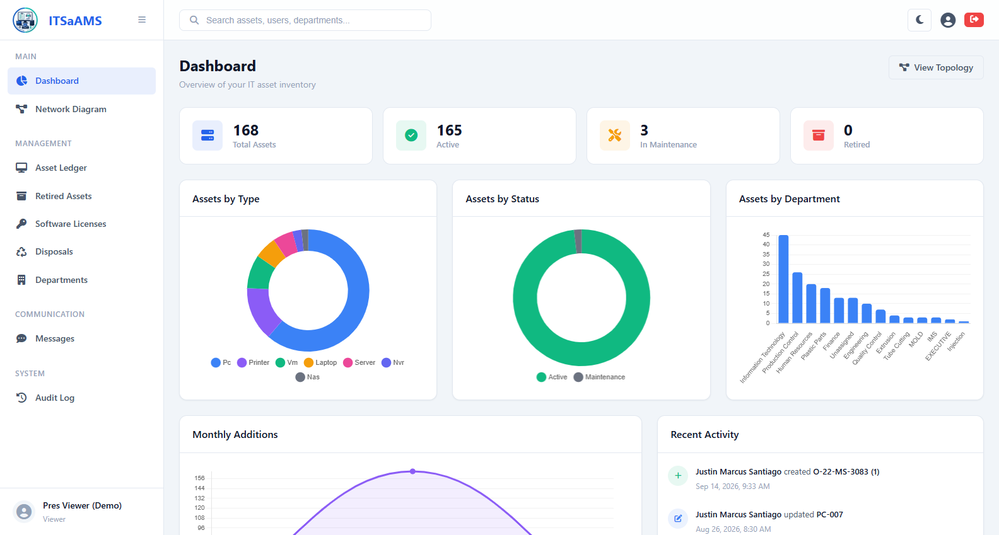 ITSaAMS
Search assets, users, departments...
MAIN
Dashboard
Network Diagram
MANAGEMENT
Asset Ledger
Retired Assets
Software Licenses
Disposals
Departments
COMMUNICATION
Messages
SYSTEM
Audit Log
Pres Viewer (Demo)
Viewer
Dashboard
Overview of your IT asset inventory
View Topology
168
Total Assets
165
Active
3
In Maintenance
0
Retired
Assets by Type
Pc Printer Vm Laptop Server Nvr
Nas
Assets by Status
Active Maintenance
Assets by Department
45
40
35
30
25
20
15
10
5
0
Information Technology
Production Control
Human Resources
Plastic Parts
Finance
Unassigned
Engineering
Quality Control
Extrusion
Tube Cutting
MOLD
IMS
EXECUTIVE
Injection
Monthly Additions
156
144
132
120
108
96
Recent Activity
Justin Marcus Santiago created O-22-MS-3083 (1)
Sep 14, 2026, 9:33 AM
Justin Marcus Santiago updated PC-007
Aug 26, 2026, 8:30 AM